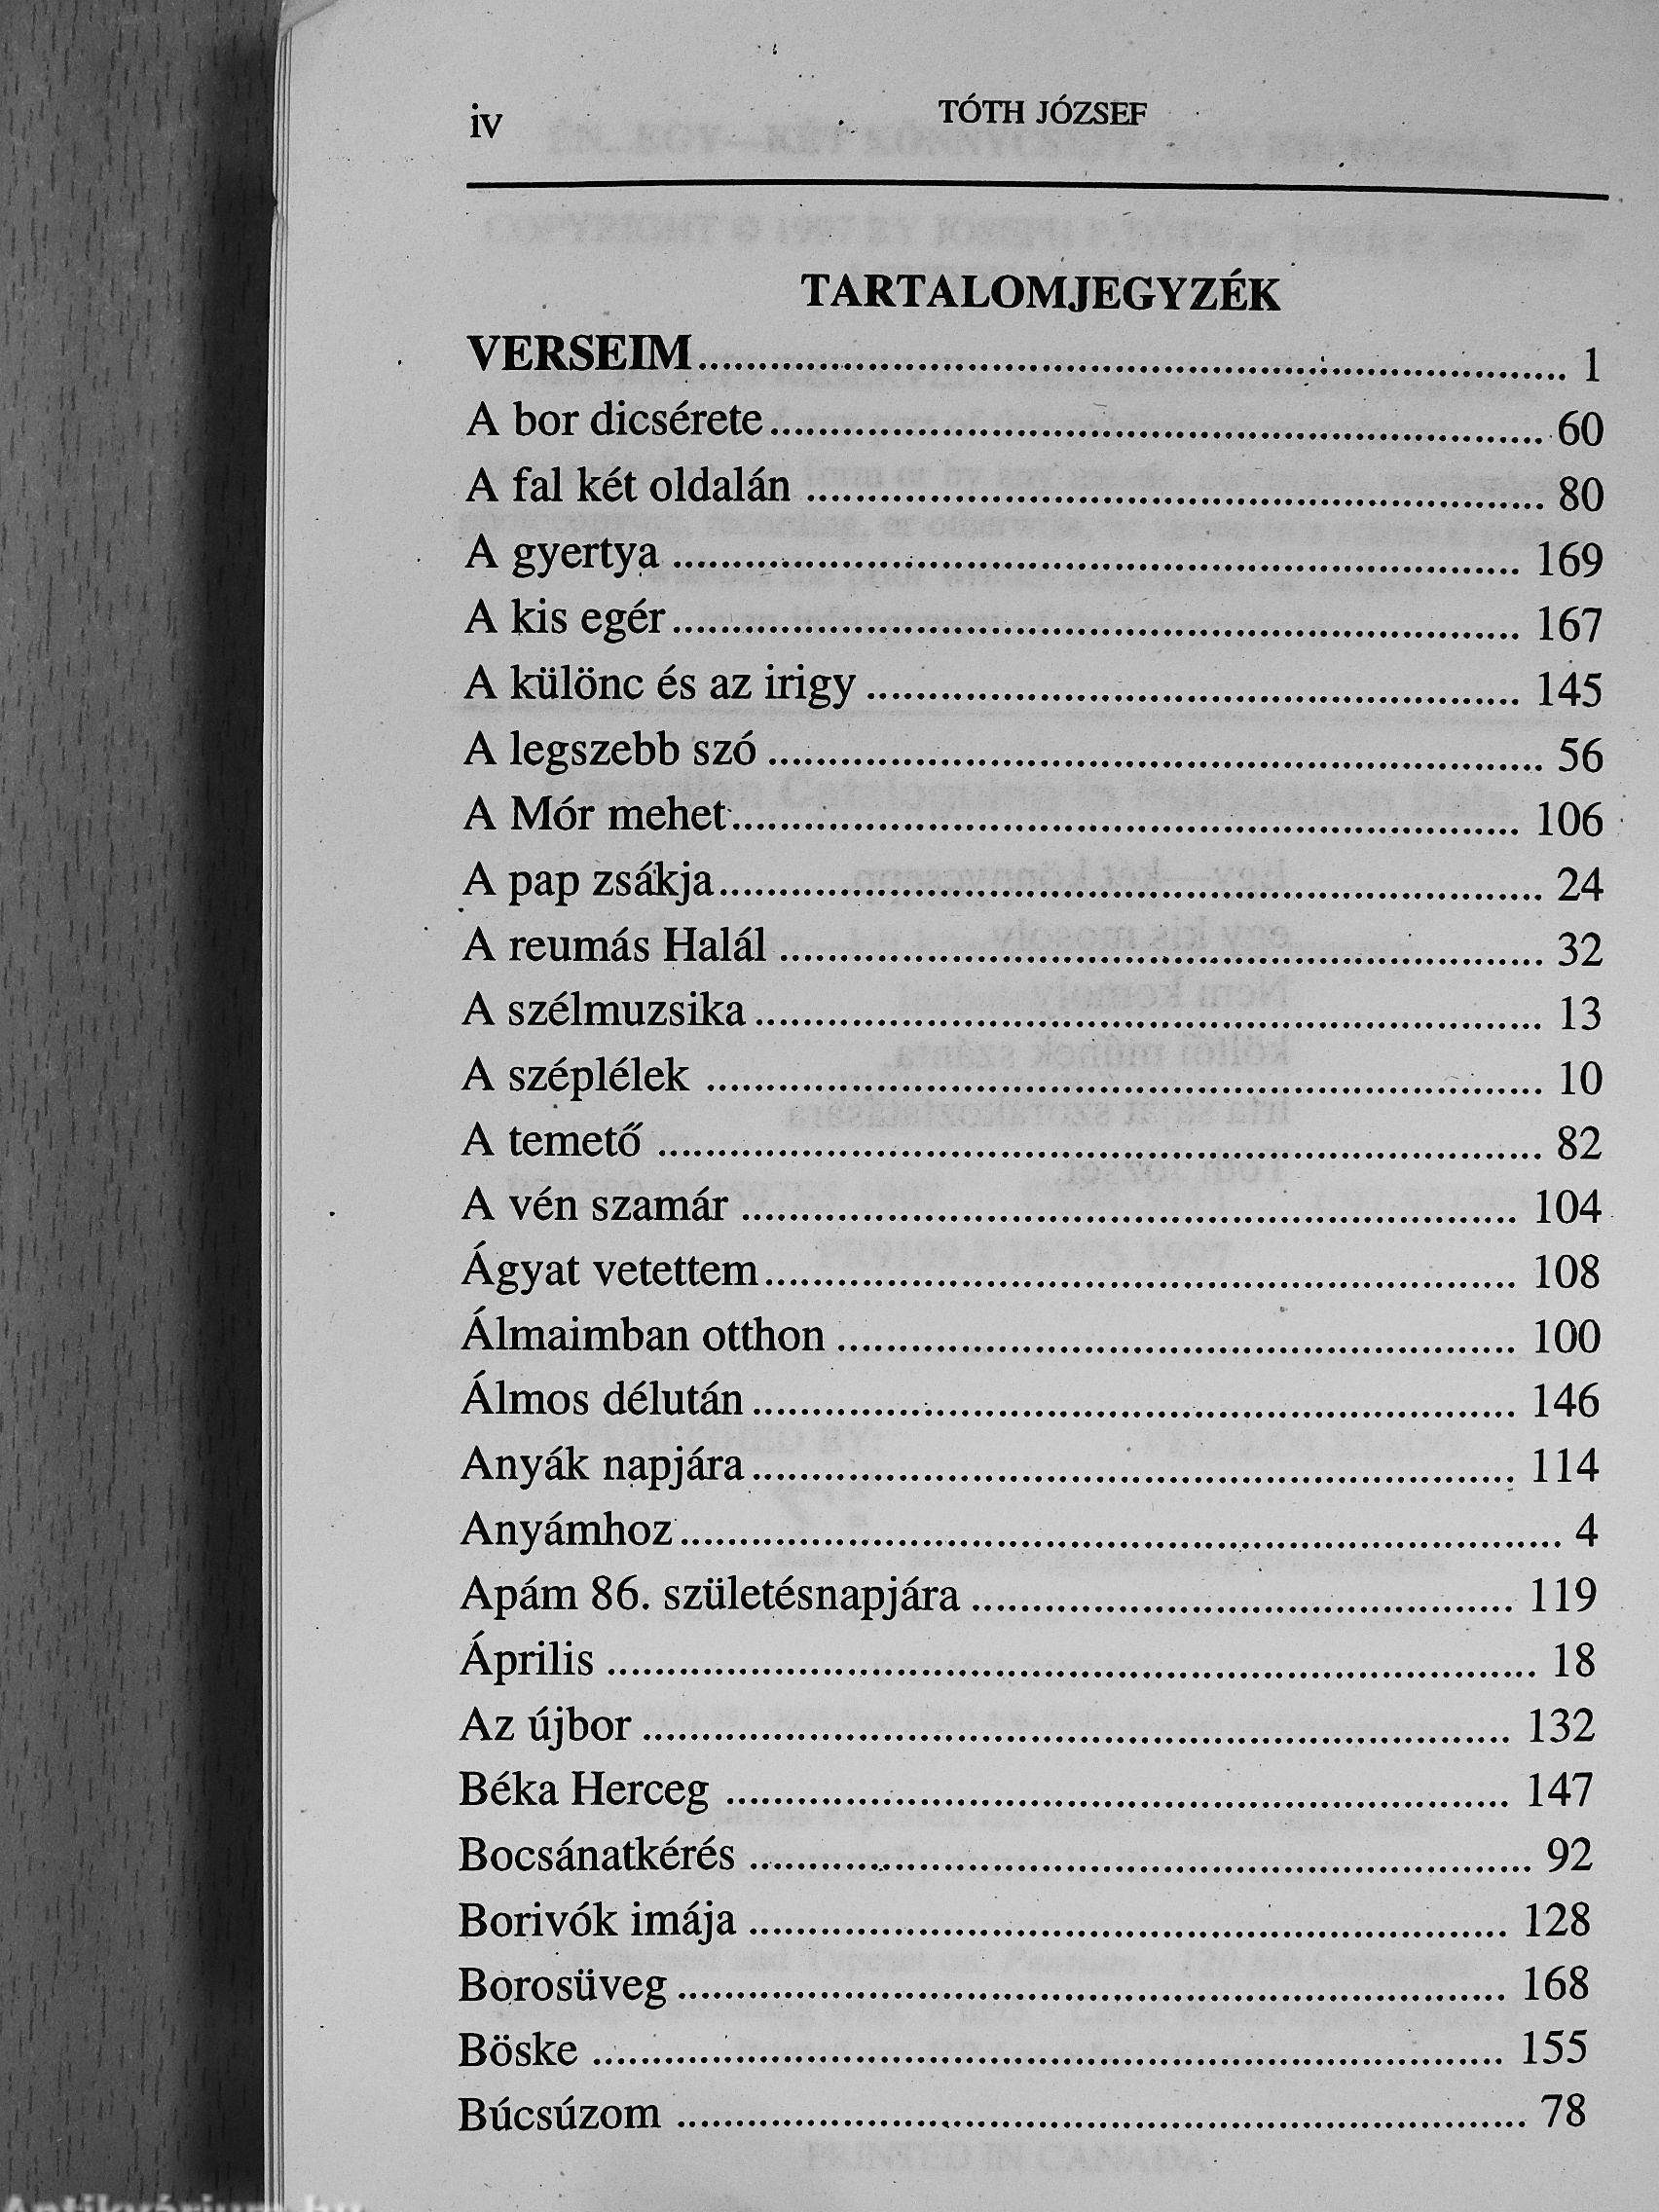 iv
TÓTH JÓZSEF
TARTALOMJEGYZÉK
VERSEIM 1
A bor dicsérete 60
A fal két oldalán 80
A gyertya 169
A kis egér 167
A különc és az irigy 145
A legszebb szó 56
A Mór mehet 106
A pap zsákja 24
A reumás Halál 32
A szélmuzsika 13
A széplélek 10
A temető 82
A vén szamár 104
Ágyat vetettem 108
Álmaimban otthon 100
Álmos délután 146
Anyák napjára 114
Anyámhoz 4
Apám 86. születésnapjára 119
Április 18
Az újbor 132
Béka Herceg 147
Bocsánatkérés 92
Borivók imája 128
Borosüveg 168
Böske 155
Búcsúzom 78
PRINTED IN CANADA